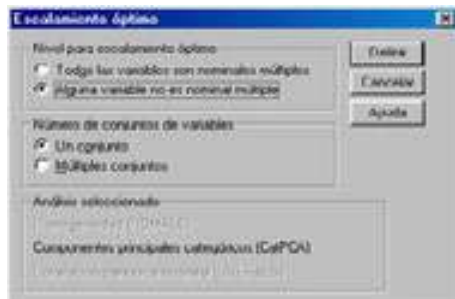 Escalamiento óptimo
Nivel para escalamiento óptimo
Todas las variables son nominales múltiples
Alguna variable no es nominal múltiple
Definir
Cancelar
Ayuda
Número de conjuntos de variables
Un conjunto
Múltiples conjuntos
Análisis seleccionado
Componentes principales categóricos (CatPCA)